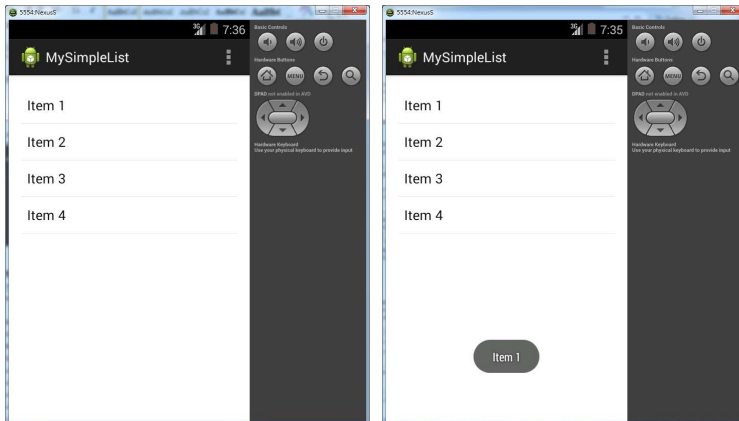 5554:NexusS
3G 7:36
MySimpleList
Item 1
Item 2
Item 3
Item 4
Basic Controls
Hardware Buttons
MENU
DPAD not enabled in AVD
Hardware Keyboard
Use your physical keyboard to provide input
5554:NexusS
3G 7:35
MySimpleList
Item 1
Item 2
Item 3
Item 4
Item 1
Basic Controls
Hardware Buttons
MENU
DPAD not enabled in AVD
Hardware Keyboard
Use your physical keyboard to provide input